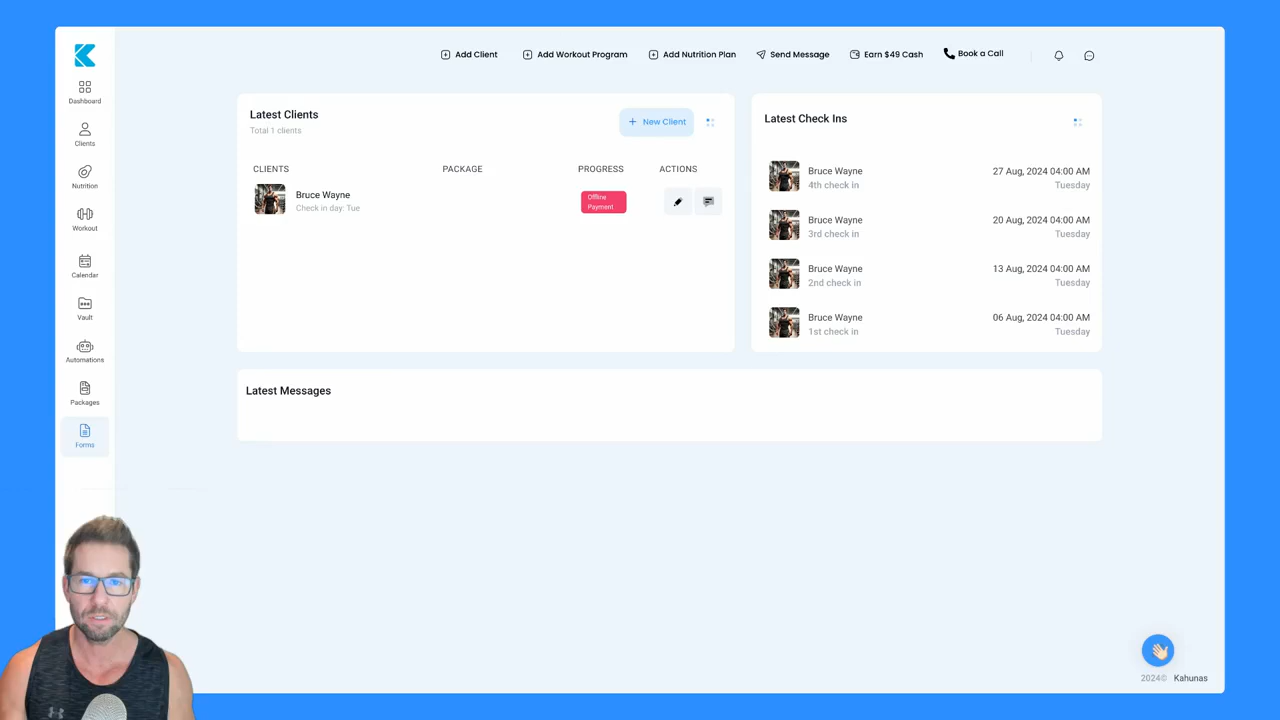 Add Client
Add Workout Program
Add Nutrition Plan
Send Message
Earn $49 Cash
Book a Call
Dashboard
Clients
Nutrition
Workout
Calendar
Vault
Automations
Packages
Forms
Latest Clients
Total 1 clients
+ New Client
CLIENTS PACKAGE PROGRESS ACTIONS
Bruce Wayne
Check in day: Tue
Offline
Payment
Latest Check Ins
Bruce Wayne 27 Aug, 2024 04:00 AM
4th check in Tuesday
Bruce Wayne 20 Aug, 2024 04:00 AM
3rd check in Tuesday
Bruce Wayne 13 Aug, 2024 04:00 AM
2nd check in Tuesday
Bruce Wayne 06 Aug, 2024 04:00 AM
1st check in Tuesday
Latest Messages
2024© Kahunas